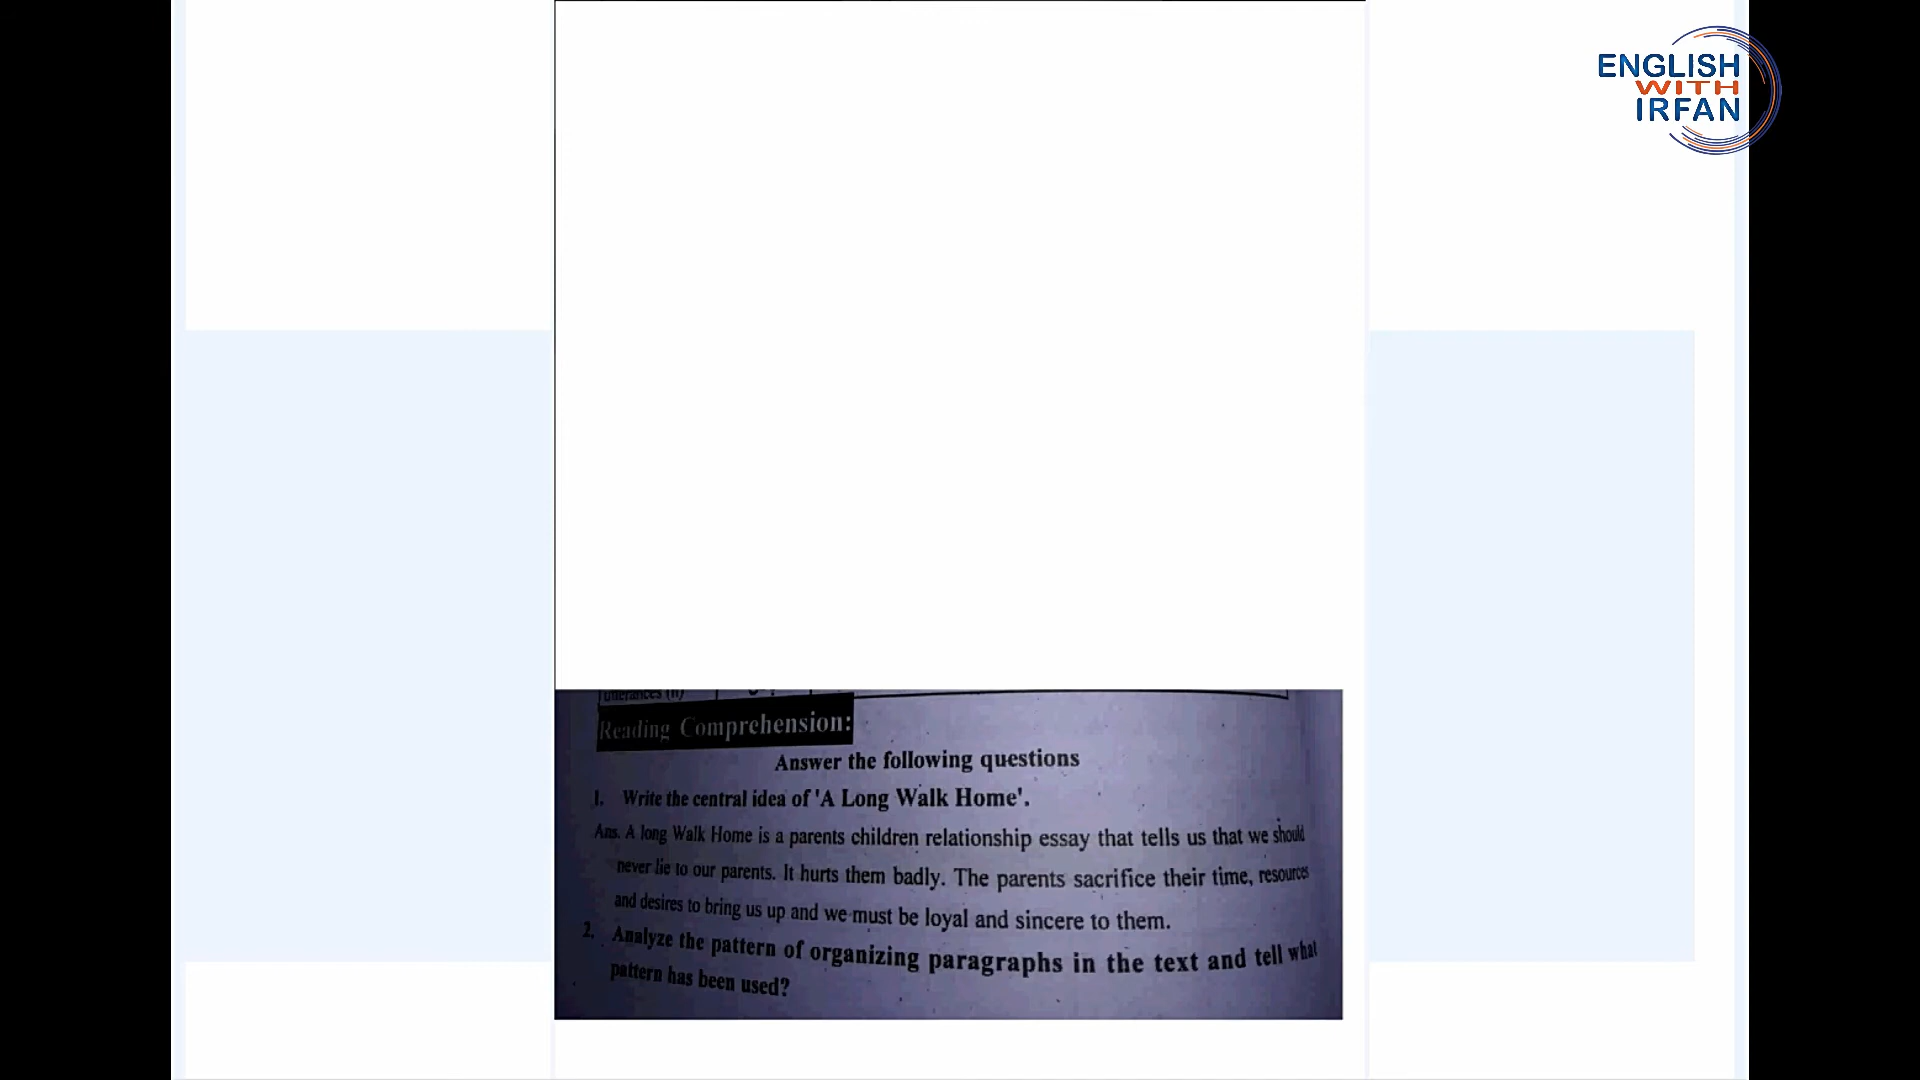 ENGLISH
WITH
IRFAN
Utterances (II)
Reading Comprehension:
Answer the following questions
1. Write the central idea of 'A Long Walk Home'.
Ans. A long Walk Home is a parents children relationship essay that tells us that we should
never lie to our parents. It hurts them badly. The parents sacrifice their time, resources
and desires to bring us up and we must be loyal and sincere to them.
2. Analyze the pattern of organizing paragraphs in the text and tell what
pattern has been used?